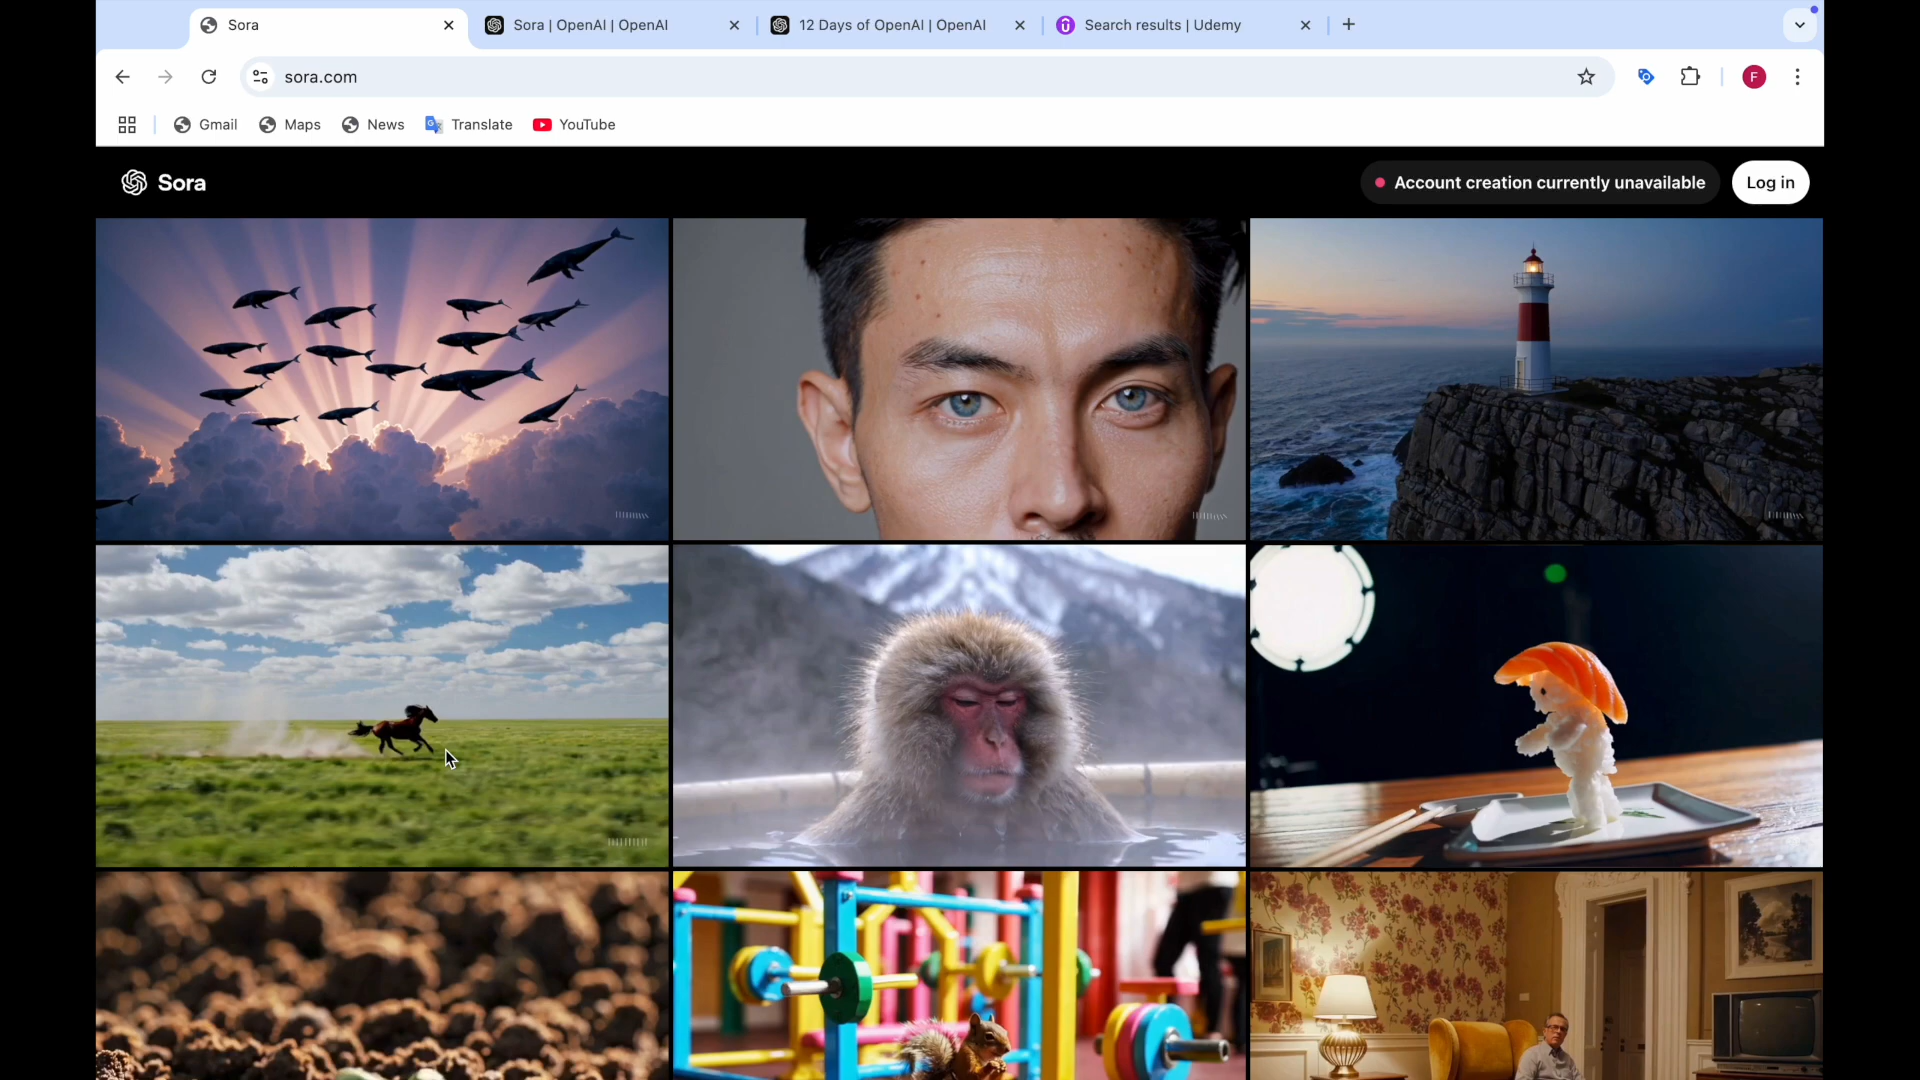 Sora
Sora | OpenAI | OpenAI
12 Days of OpenAI | OpenAI
Search results | Udemy
sora.com
F
Gmail
Maps
News
Translate
YouTube
Sora
Account creation currently unavailable
Log in